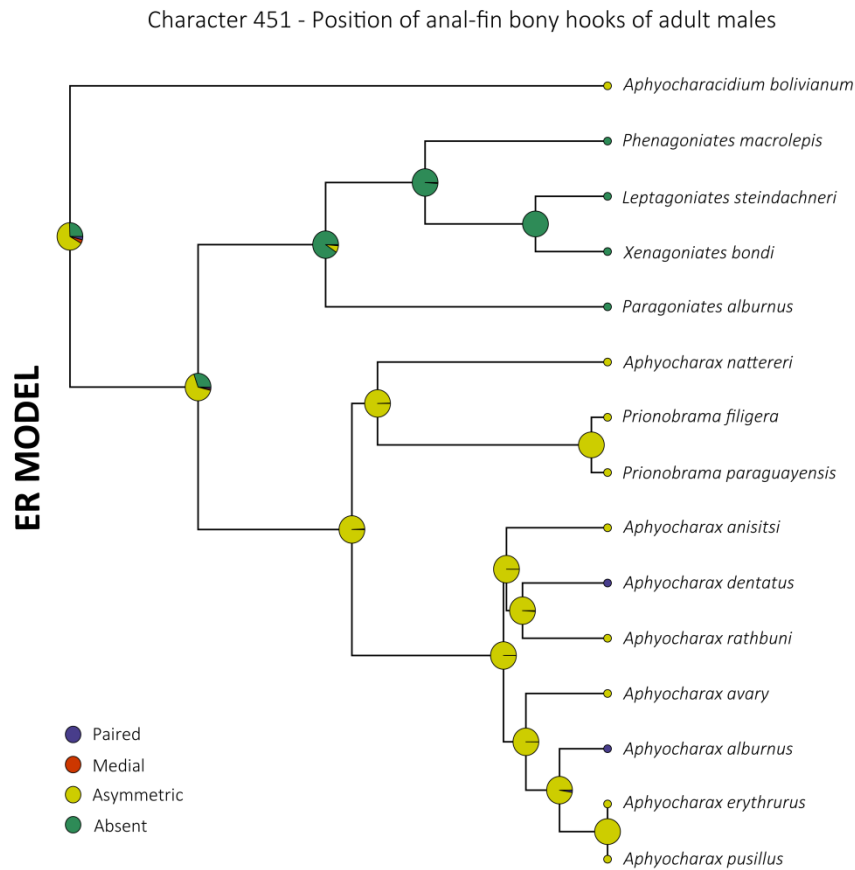 Character 451 - Position of anal-fin bony hooks of adult males
Aphyocharacidium bolivianum
Phenagoniates macrolepis
Leptagoniates steindachneri
Xenagoniates bondi
Paragoniates alburnus
Aphyocharax nattereri
Prionobrama filigera
Prionobrama paraguayensis
Aphyocharax anisitsi
Aphyocharax dentatus
Aphyocharax rathbuni
Aphyocharax avary
Aphyocharax alburnus
Aphyocharax erythrurus
Aphyocharax pusillus
ER MODEL
Paired
Medial
Asymmetric
Absent